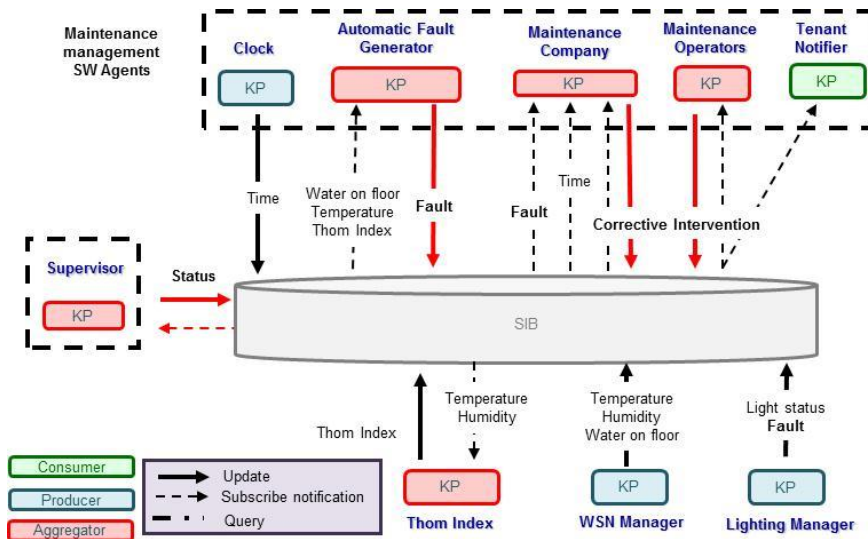 Maintenance
management
SW Agents
Clock
KP
Automatic Fault
Generator
KP
Maintenance
Company
KP
Maintenance
Operators
KP
Tenant
Notifier
KP
Time
Water on floor
Temperature
Thom Index
Fault
Fault
Time
Corrective Intervention
Supervisor
KP
Status
SIB
Thom Index
Temperature
Humidity
Temperature
Humidity
Water on floor
Light status
Fault
KP
Thom Index
KP
WSN Manager
KP
Lighting Manager
Consumer
Producer
Aggregator
Update
Subscribe notification
Query